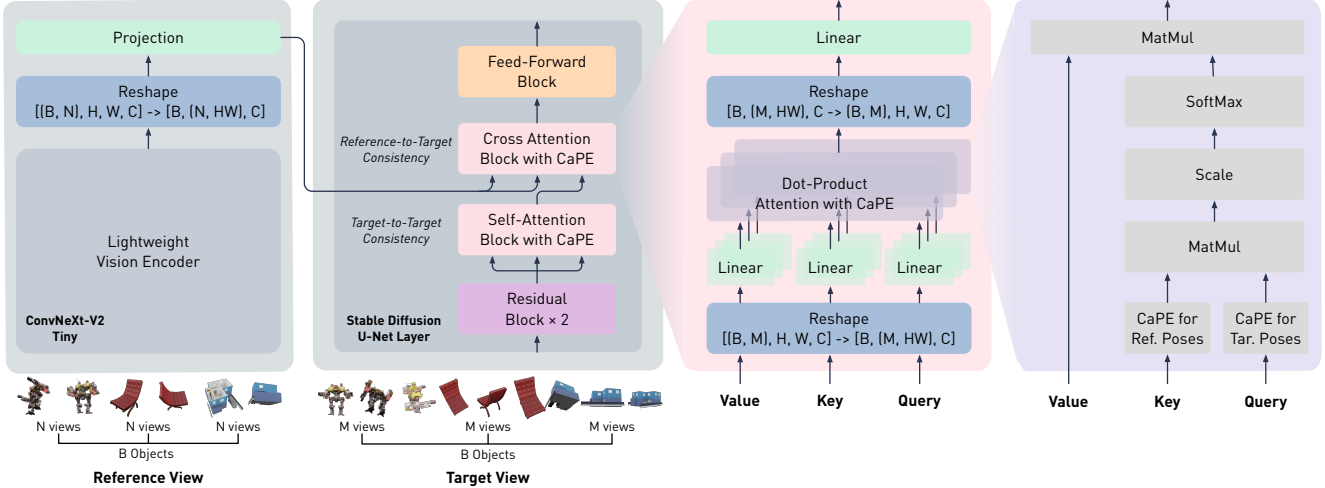 Projection
Reshape
[(B, N), H, W, C] -> [B, (N, HW), C]
Lightweight
Vision Encoder
ConvNeXt-V2
Tiny
N views
N views
N views
B Objects
Reference View
Feed-Forward
Block
Reference-to-Target
Consistency
Cross Attention
Block with CaPE
Target-to-Target
Consistency
Self-Attention
Block with CaPE
Residual
Block × 2
Stable Diffusion
U-Net Layer
M views
M views
M views
B Objects
Target View
Linear
Reshape
[B, (M, HW), C -> (B, M), H, W, C]
Dot-Product
Attention with CaPE
Linear
Linear
Linear
Reshape
[(B, M), H, W, C] -> [B, (M, HW), C]
Value
Key
Query
MatMul
SoftMax
Scale
MatMul
CaPE for
Ref. Poses
CaPE for
Tar. Poses
Value
Key
Query